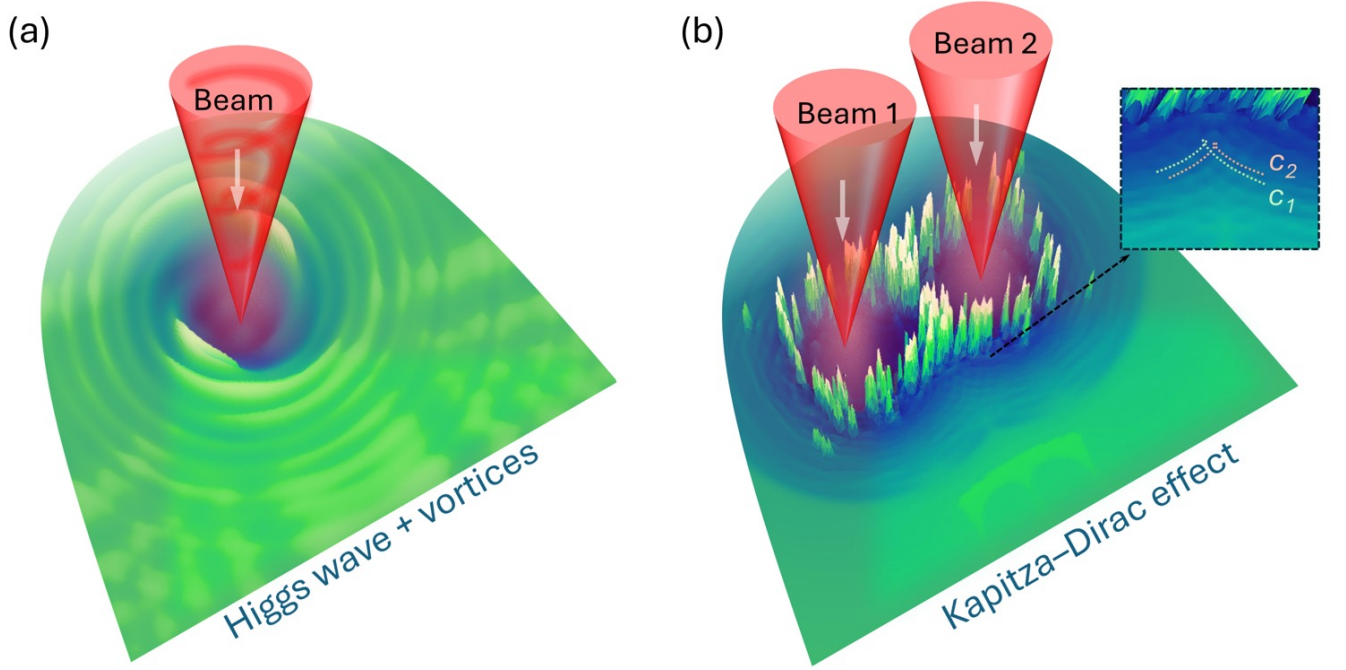 (a)
Beam
Higgs wave + vortices
(b)
Beam 1
Beam 2
c2
c1
Kapitza–Dirac effect